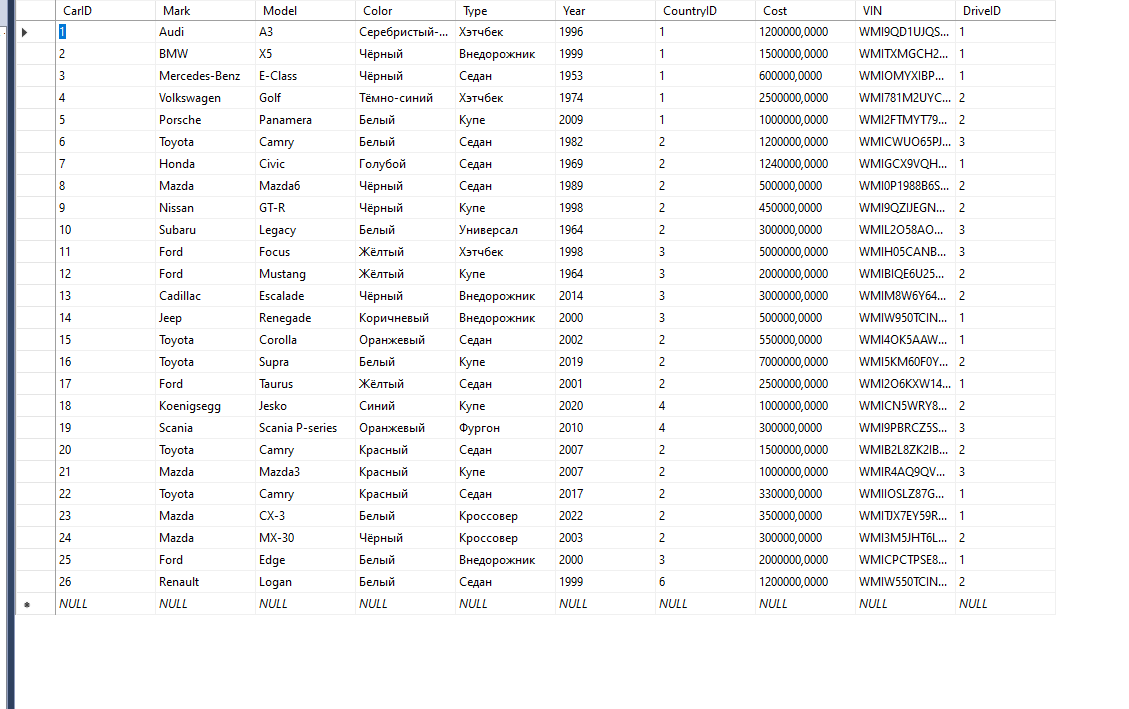 CarID Mark Model Color Type Year CountryID Cost VIN DriveID
1 Audi A3 Серебристый-... Хэтчбек 1996 1 1200000,0000 WMI9QD1UJQS... 1
2 BMW X5 Чёрный Внедорожник 1999 1 1500000,0000 WMITXMGCH2... 1
3 Mercedes-Benz E-Class Чёрный Седан 1953 1 600000,0000 WMIOMYXIBP... 1
4 Volkswagen Golf Тёмно-синий Хэтчбек 1974 1 2500000,0000 WMI781M2UYC... 2
5 Porsche Panamera Белый Купе 2009 1 1000000,0000 WMI2FTMYT79... 2
6 Toyota Camry Белый Седан 1982 2 1200000,0000 WMICWUO65PJ... 3
7 Honda Civic Голубой Седан 1969 2 1240000,0000 WMIGCX9VQH... 1
8 Mazda Mazda6 Чёрный Седан 1989 2 500000,0000 WMI0P1988B6S... 2
9 Nissan GT-R Чёрный Купе 1998 2 450000,0000 WMI9QZIJEGN... 2
10 Subaru Legacy Белый Универсал 1964 2 300000,0000 WMIL2O58AO... 3
11 Ford Focus Жёлтый Хэтчбек 1998 3 5000000,0000 WMIH05CANB... 3
12 Ford Mustang Жёлтый Купе 1964 3 2000000,0000 WMIBIQE6U25... 2
13 Cadillac Escalade Чёрный Внедорожник 2014 3 3000000,0000 WMIM8W6Y64... 2
14 Jeep Renegade Коричневый Внедорожник 2000 3 500000,0000 WMIW950TCIN... 1
15 Toyota Corolla Оранжевый Седан 2002 2 550000,0000 WMI4OK5AAW... 1
16 Toyota Supra Белый Купе 2019 2 7000000,0000 WMI5KM60F0Y... 2
17 Ford Taurus Жёлтый Седан 2001 2 2500000,0000 WMI2O6KXW14... 1
18 Koenigsegg Jesko Синий Купе 2020 4 1000000,0000 WMICN5WRY8... 2
19 Scania Scania P-series Оранжевый Фургон 2010 4 300000,0000 WMI9PBRCZ5S... 3
20 Toyota Camry Красный Седан 2007 2 1500000,0000 WMIB2L8ZK2IB... 2
21 Mazda Mazda3 Красный Купе 2007 2 1000000,0000 WMIR4AQ9QV... 3
22 Toyota Camry Красный Седан 2017 2 330000,0000 WMIIOSLZ87G... 1
23 Mazda CX-3 Белый Кроссовер 2022 2 350000,0000 WMITJX7EY59R... 1
24 Mazda MX-30 Чёрный Кроссовер 2003 2 300000,0000 WMI3M5JHT6L... 2
25 Ford Edge Белый Внедорожник 2000 3 2000000,0000 WMICPCTPSE8... 1
26 Renault Logan Белый Седан 1999 6 1200000,0000 WMIW550TCIN... 2
NULL NULL NULL NULL NULL NULL NULL NULL NULL NULL